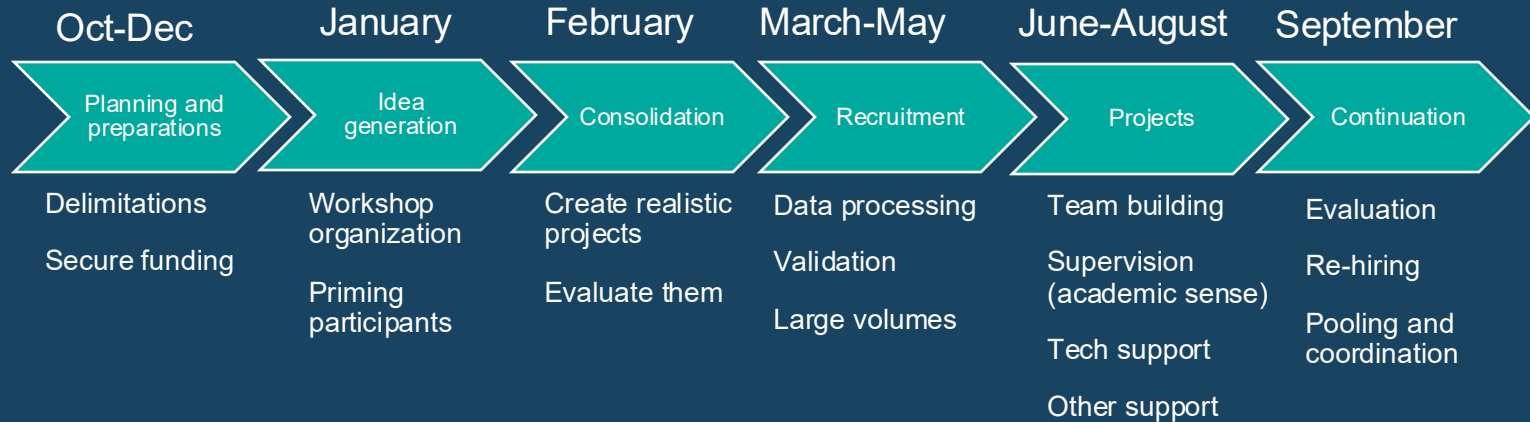 Oct-Dec
January
February
March-May
June-August
September
Planning and
preparations
Idea
generation
Consolidation
Recruitment
Projects
Continuation
Delimitations
Secure funding
Workshop
organization
Priming
participants
Create realistic
projects
Evaluate them
Data processing
Validation
Large volumes
Team building
Supervision
(academic sense)
Tech support
Other support
Evaluation
Re-hiring
Pooling and
coordination